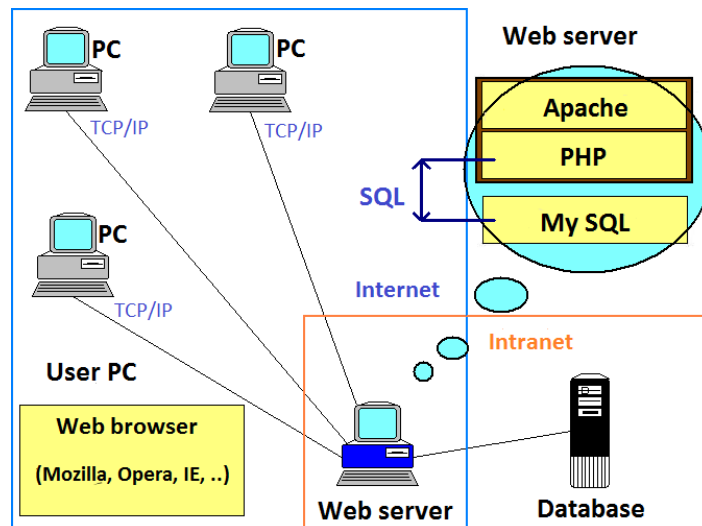 PC
PC
Web server
TCP/IP
TCP/IP
Apache
PHP
SQL
My SQL
PC
TCP/IP
Internet
Intranet
User PC
Web browser
(Mozilla, Opera, IE, ..)
Web server
Database